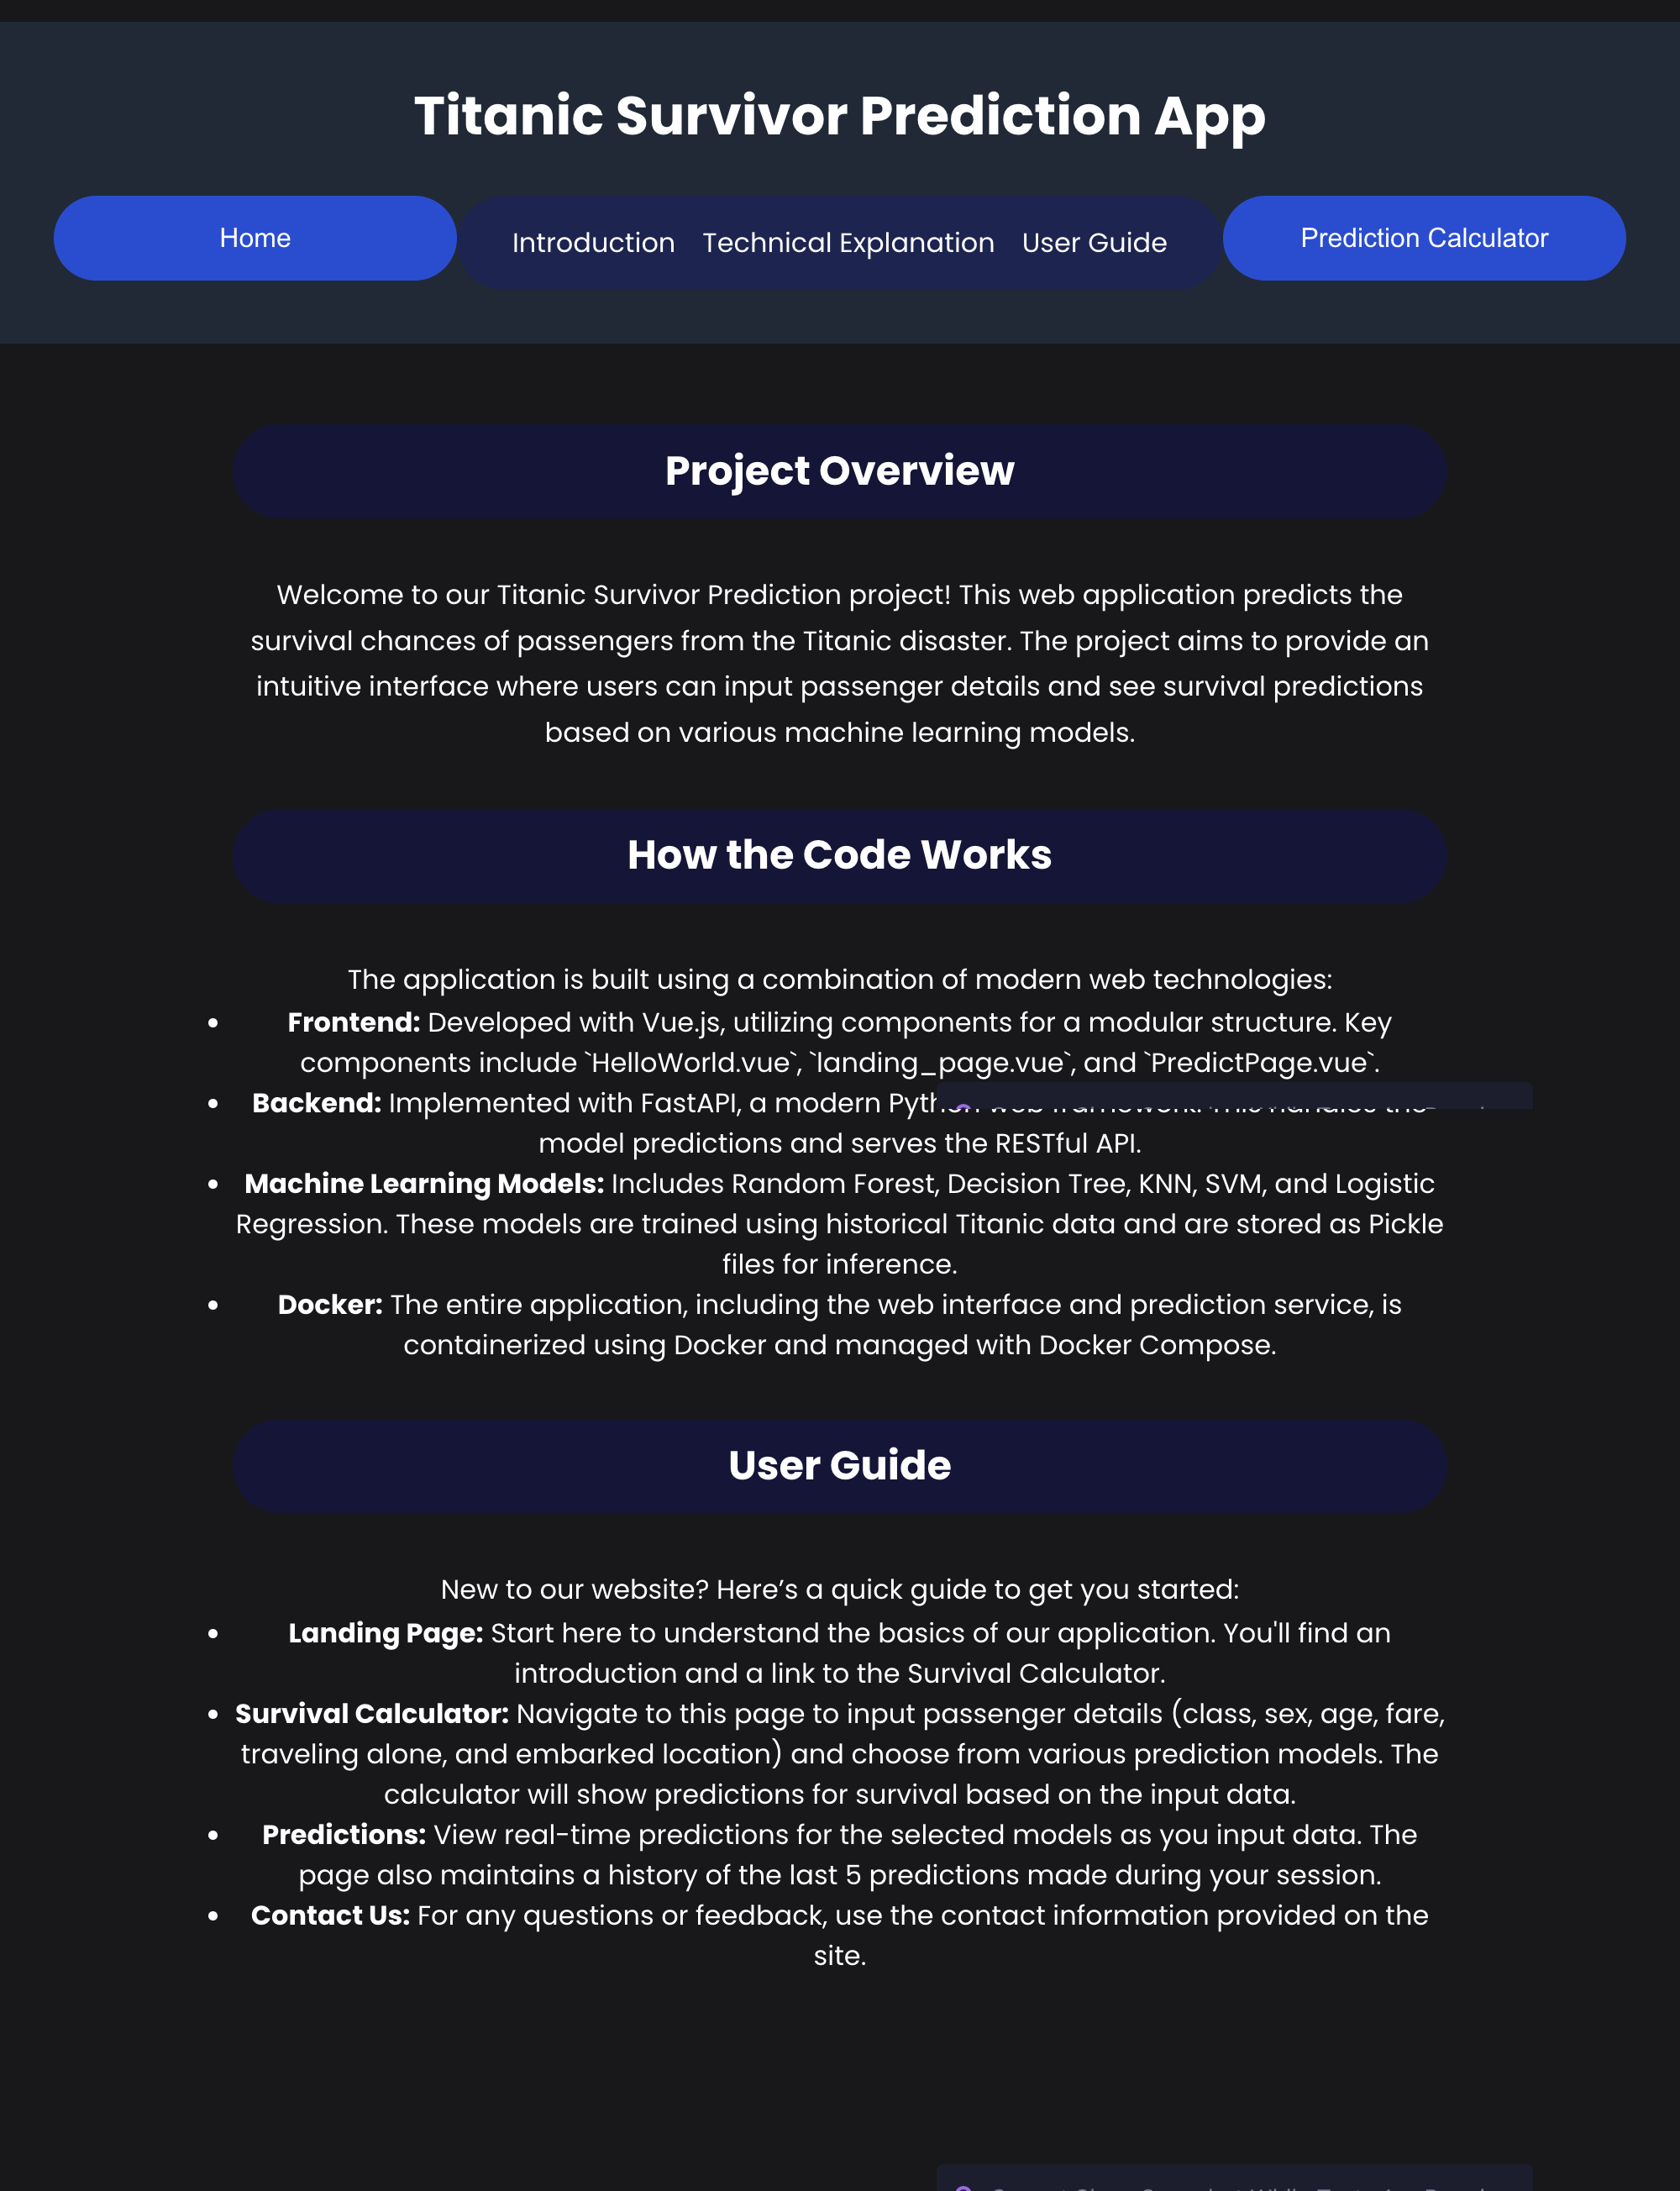 Titanic Survivor Prediction App
Home
Introduction Technical Explanation User Guide
Prediction Calculator
Project Overview
Welcome to our Titanic Survivor Prediction project! This web application predicts the
survival chances of passengers from the Titanic disaster. The project aims to provide an
intuitive interface where users can input passenger details and see survival predictions
based on various machine learning models.
How the Code Works
The application is built using a combination of modern web technologies:
• Frontend: Developed with Vue.js, utilizing components for a modular structure. Key
components include `HelloWorld.vue`, `landing_page.vue`, and `PredictPage.vue`.
• Backend: Implemented with FastAPI, a modern Python web framework. This handles the
model predictions and serves the RESTful API.
• Machine Learning Models: Includes Random Forest, Decision Tree, KNN, SVM, and Logistic
Regression. These models are trained using historical Titanic data and are stored as Pickle
files for inference.
• Docker: The entire application, including the web interface and prediction service, is
containerized using Docker and managed with Docker Compose.
User Guide
New to our website? Here’s a quick guide to get you started:
• Landing Page: Start here to understand the basics of our application. You'll find an
introduction and a link to the Survival Calculator.
• Survival Calculator: Navigate to this page to input passenger details (class, sex, age, fare,
traveling alone, and embarked location) and choose from various prediction models. The
calculator will show predictions for survival based on the input data.
• Predictions: View real-time predictions for the selected models as you input data. The
page also maintains a history of the last 5 predictions made during your session.
• Contact Us: For any questions or feedback, use the contact information provided on the
site.